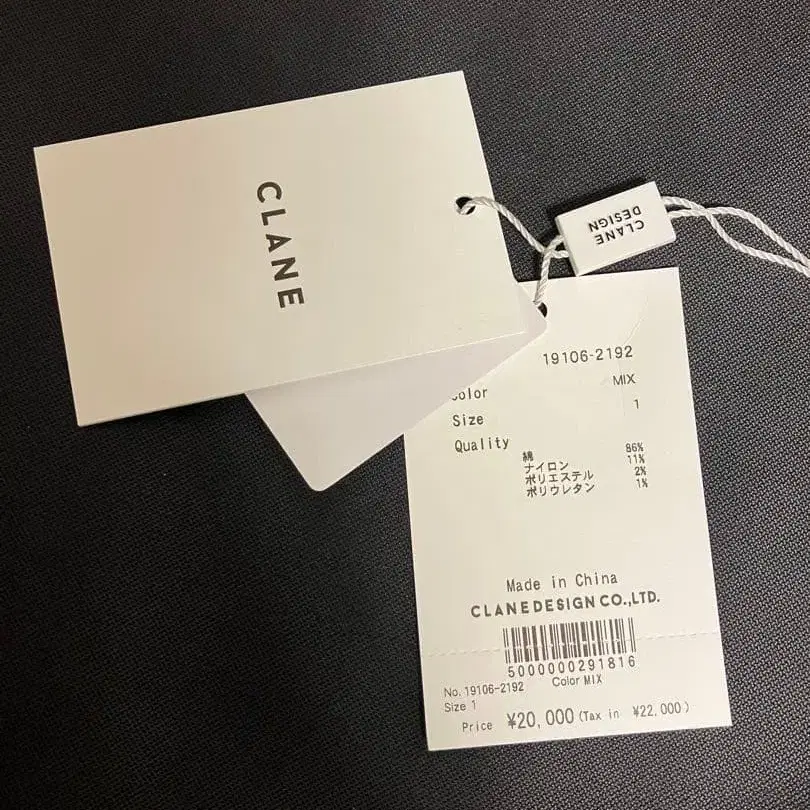 CLANE
CLANE
DESIGN
19106-2192
Color MIX
Size 1
Quality
綿 86%
ナイロン 11%
ポリエステル 2%
ポリウレタン 1%
Made in China
CLANEDESIGN CO.,LTD.
5000000291816
No. 19106-2192 Color MIX
Size 1
Price ¥20,000 (Tax in ¥22,000)